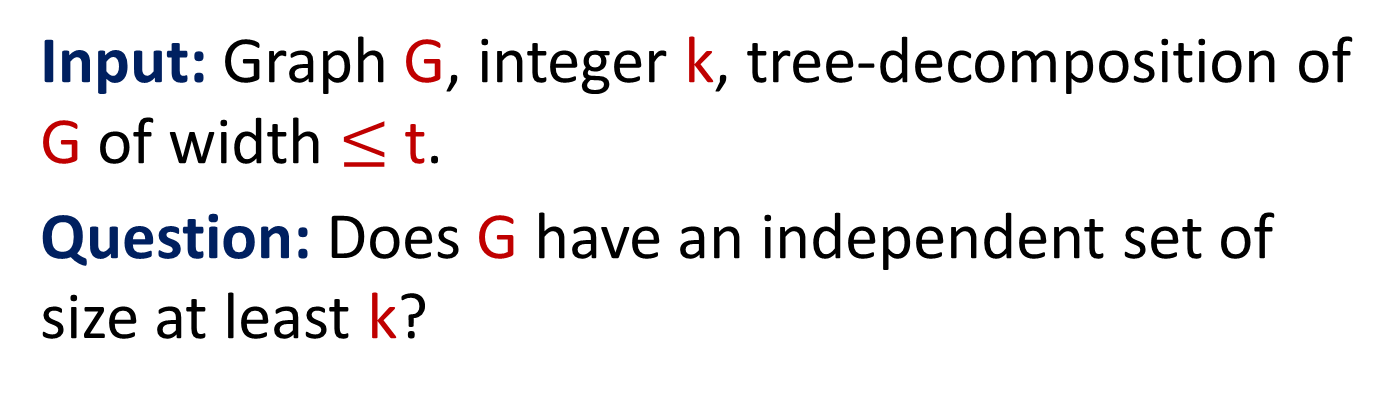 Input: Graph G, integer k, tree-decomposition of
G of width ≤ t.
Question: Does G have an independent set of
size at least k?